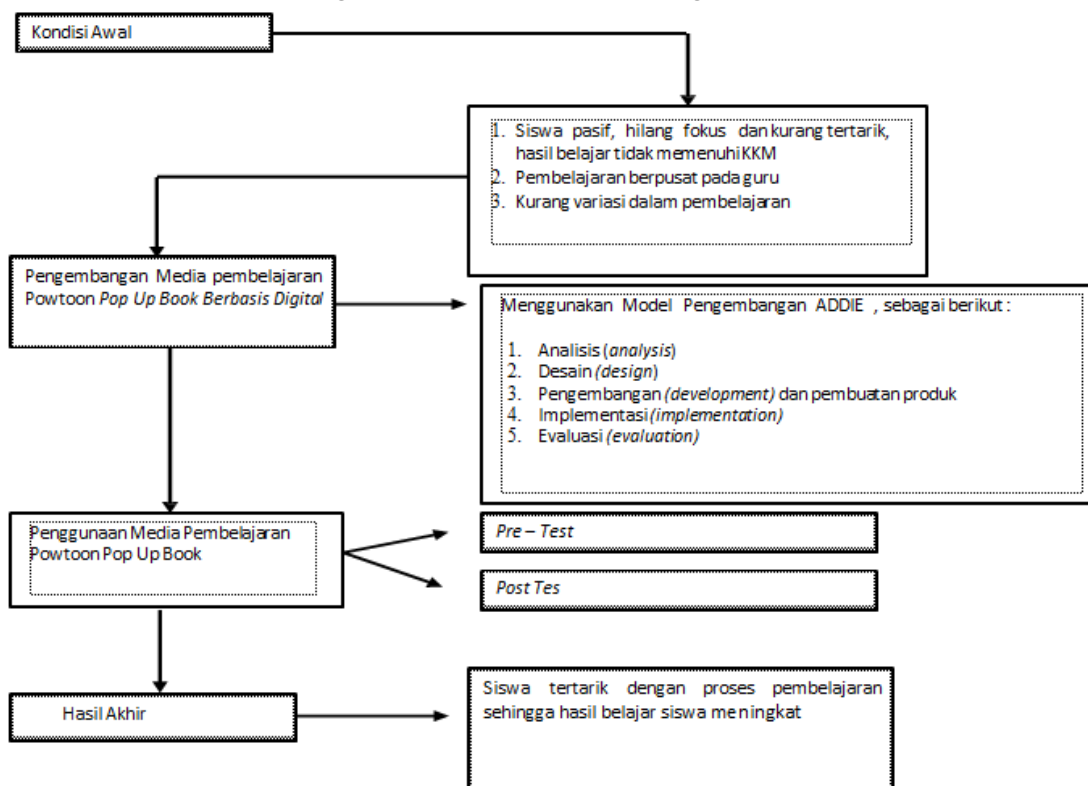 Kondisi Awal
1. Siswa pasif, hilang fokus dan kurang tertarik,
hasil belajar tidak memenuhi KKM
2. Pembelajaran berpusat pada guru
3. Kurang variasi dalam pembelajaran
Pengembangan Media pembelajaran
Powtoon Pop Up Book Berbasis Digital
Menggunakan Model Pengembangan ADDIE , sebagai berikut :
1. Analisis (analysis)
2. Desain (design)
3. Pengembangan (development) dan pembuatan produk
4. Implementasi (implementation)
5. Evaluasi (evaluation)
Penggunaan Media Pembelajaran
Powtoon Pop Up Book
Pre – Test
Post Tes
Hasil Akhir
Siswa tertarik dengan proses pembelajaran
sehingga hasil belajar siswa meningkat